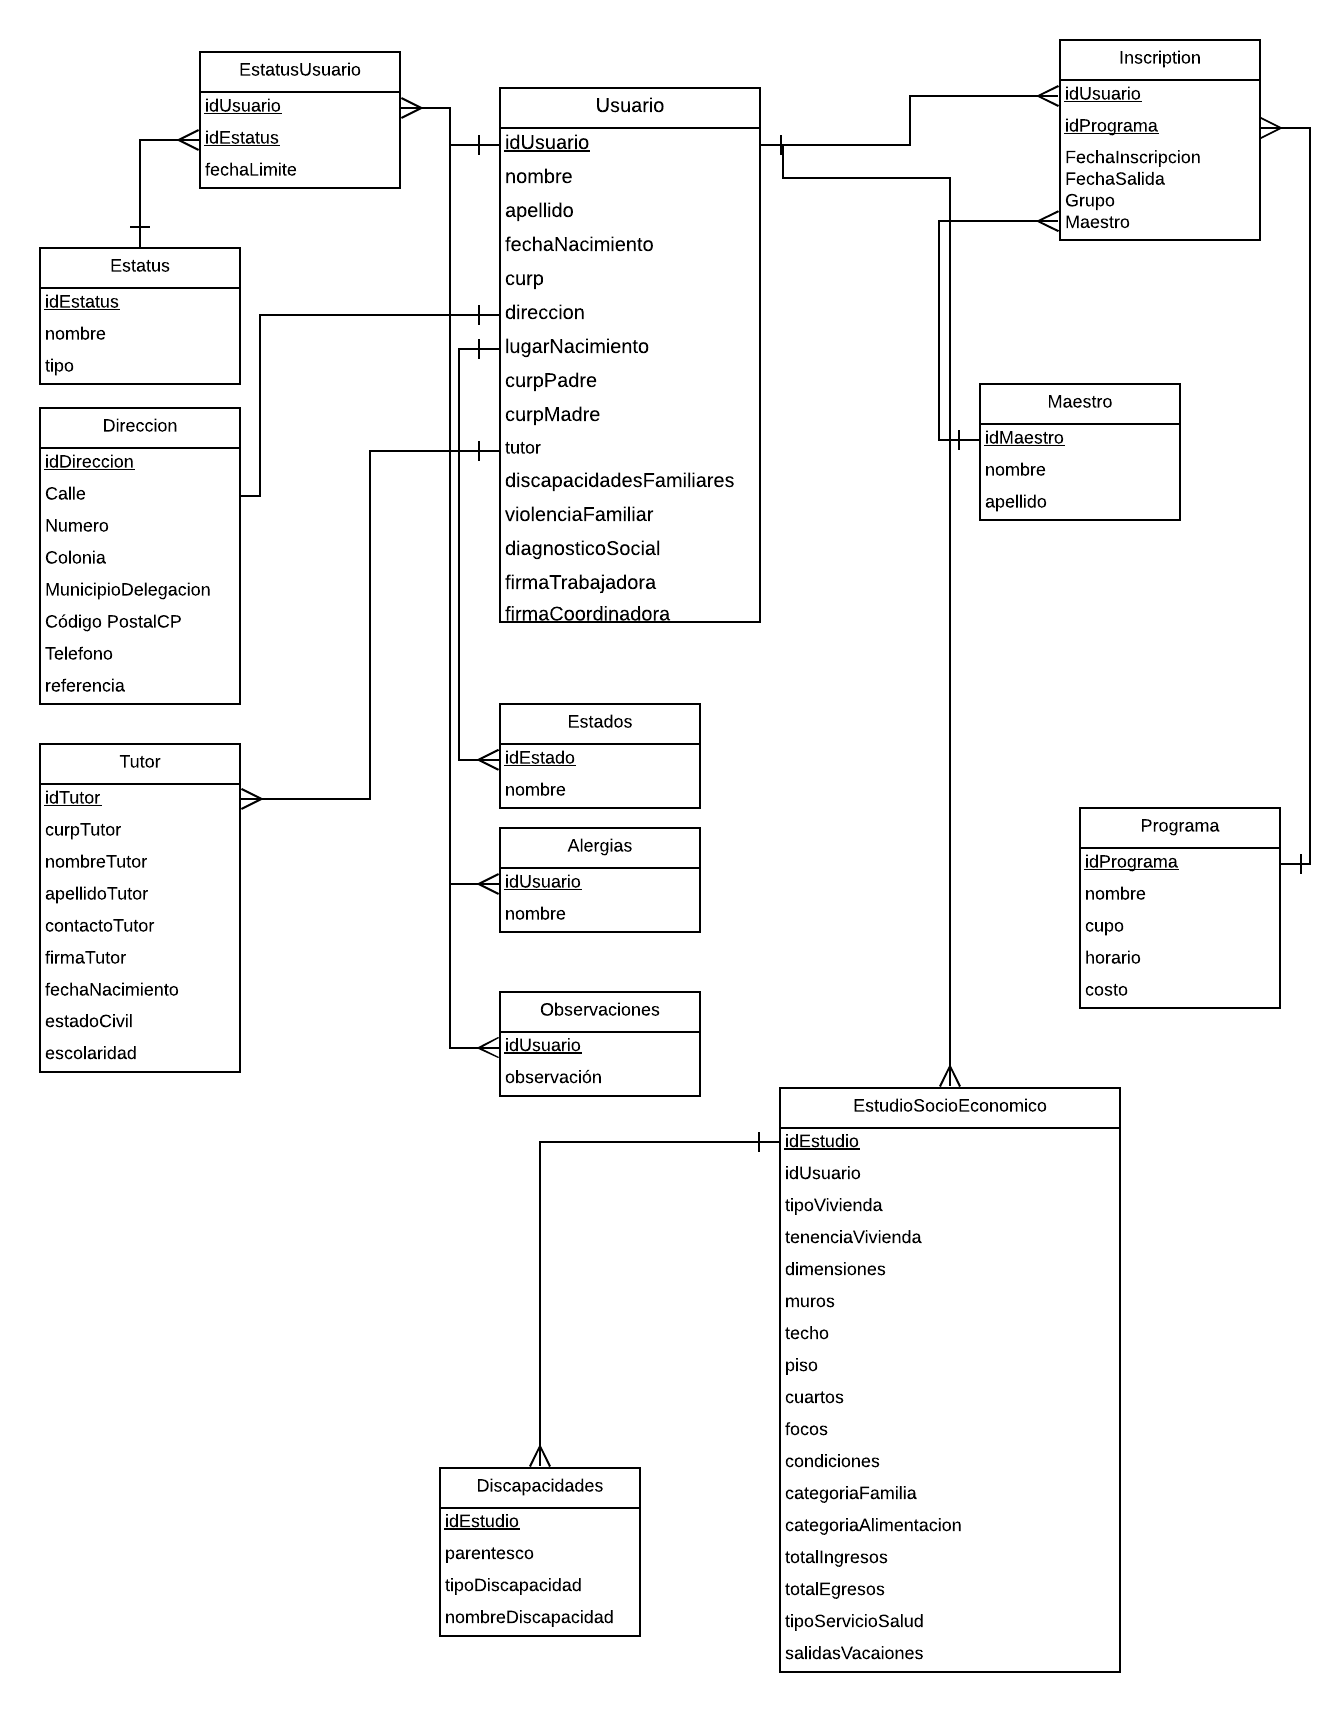 EstatusUsuario
idUsuario
idEstatus
fechaLimite
Usuario
idUsuario
nombre
apellido
fechaNacimiento
curp
direccion
lugarNacimiento
curpPadre
curpMadre
tutor
discapacidadesFamiliares
violenciaFamiliar
diagnosticoSocial
firmaTrabajadora
firmaCoordinadora
Inscription
idUsuario
idPrograma
FechaInscripcion
FechaSalida
Grupo
Maestro
Estatus
idEstatus
nombre
tipo
Direccion
idDireccion
Calle
Numero
Colonia
MunicipioDelegacion
Código PostalCP
Telefono
referencia
Maestro
idMaestro
nombre
apellido
Tutor
idTutor
curpTutor
nombreTutor
apellidoTutor
contactoTutor
firmaTutor
fechaNacimiento
estadoCivil
escolaridad
Estados
idEstado
nombre
Alergias
idUsuario
nombre
Observaciones
idUsuario
observación
Programa
idPrograma
nombre
cupo
horario
costo
EstudioSocioEconomico
idEstudio
idUsuario
tipoVivienda
tenenciaVivienda
dimensiones
muros
techo
piso
cuartos
focos
condiciones
categoriaFamilia
categoriaAlimentacion
totalIngresos
totalEgresos
tipoServicioSalud
salidasVacaiones
Discapacidades
idEstudio
parentesco
tipoDiscapacidad
nombreDiscapacidad